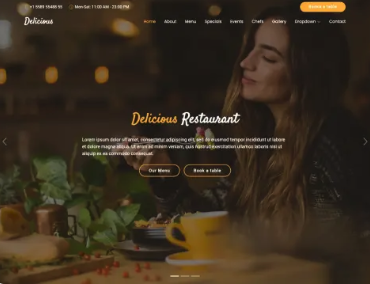 +1 5589 55488 55 Mon-Sat: 11:00 AM - 23:00 PM
Book a table
Delicious
Home About Menu Specials Events Chefs Gallery Dropdown Contact
Delicious Restaurant
Lorem ipsum dolor sit amet, consectetur adipiscing elit, sed do eiusmod tempor incididunt ut labore
et dolore magna aliqua. Ut enim ad minim veniam, quis nostrud exercitation ullamco laboris nisi ut
aliquip ex ea commodo consequat.
Our Menu Book a table